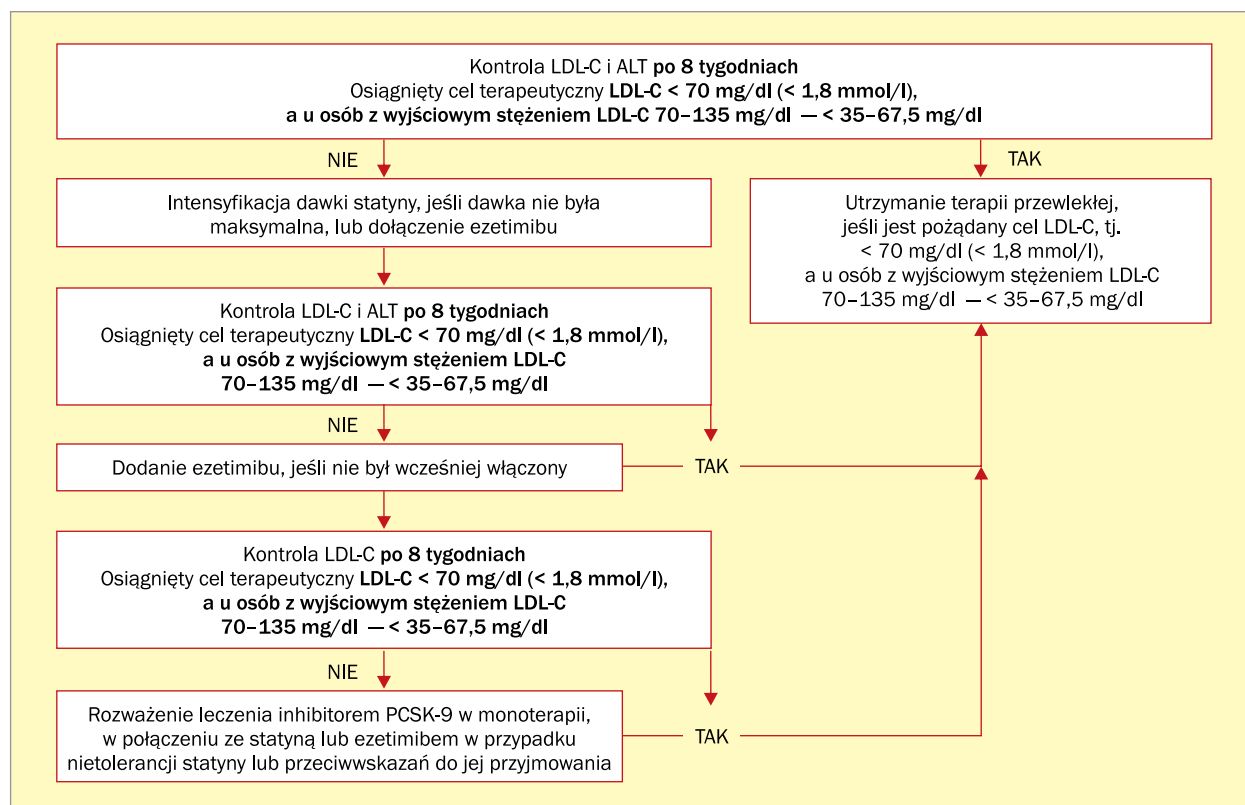 Kontrola LDL-C i ALT po 8 tygodniach
Osiągnięty cel terapeutyczny LDL-C < 70 mg/dl (< 1,8 mmol/l),
a u osób z wyjściowym stężeniem LDL-C 70–135 mg/dl — < 35–67,5 mg/dl
NIE
TAK
Intensyfikacja dawki statyny, jeśli dawka nie była
maksymalna, lub dołączenie ezetimibu
Utrzymanie terapii przewlekłej,
jeśli jest pożądany cel LDL-C, tj.
< 70 mg/dl (< 1,8 mmol/l),
a u osób z wyjściowym stężeniem LDL-C
70–135 mg/dl — < 35–67,5 mg/dl
Kontrola LDL-C i ALT po 8 tygodniach
Osiągnięty cel terapeutyczny LDL-C < 70 mg/dl (< 1,8 mmol/l),
a u osób z wyjściowym stężeniem LDL-C
70–135 mg/dl — < 35–67,5 mg/dl
NIE
Dodanie ezetimibu, jeśli nie był wcześniej włączony
TAK
Kontrola LDL-C po 8 tygodniach
Osiągnięty cel terapeutyczny LDL-C < 70 mg/dl (< 1,8 mmol/l),
a u osób z wyjściowym stężeniem LDL-C
70–135 mg/dl — < 35–67,5 mg/dl
NIE
Rozważenie leczenia inhibitorem PCSK-9 w monoterapii,
w połączeniu ze statyną lub ezetimibem w przypadku
nietolerancji statyny lub przeciwwskazań do jej przyjmowania
TAK